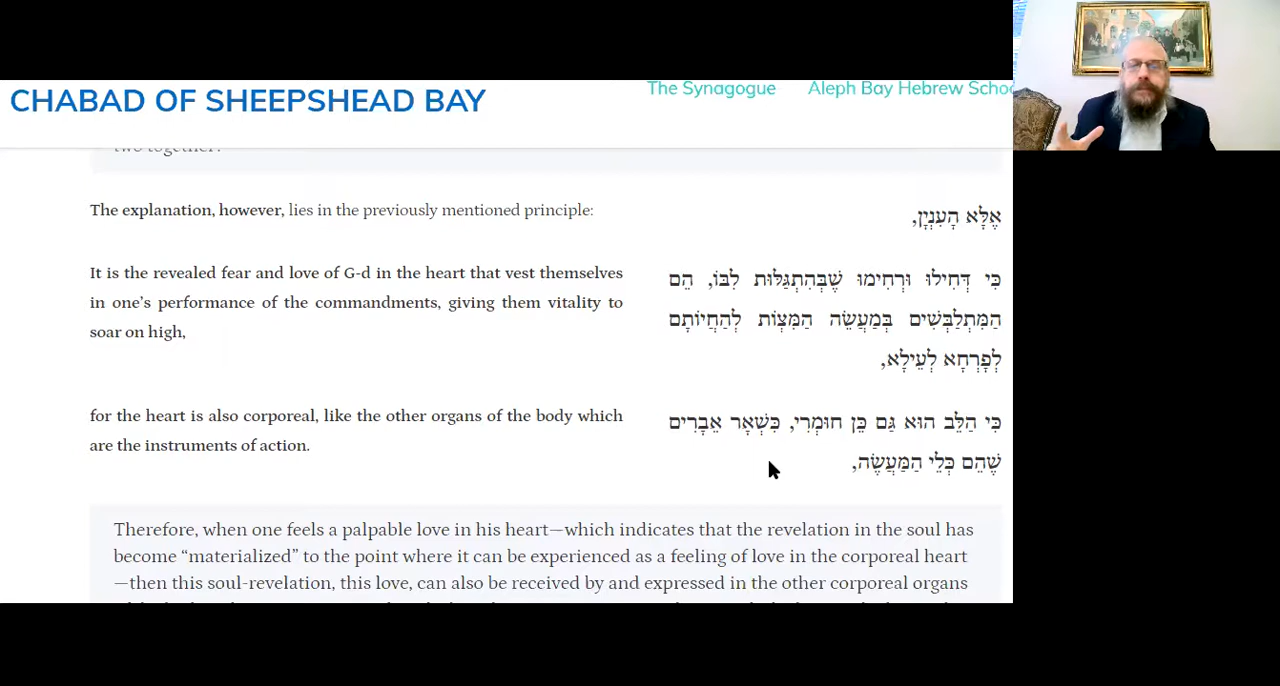 CHABAD OF SHEEPSHEAD BAY
The Synagogue
Aleph Bay Hebrew Schoo
two together.
The explanation, however, lies in the previously mentioned principle:
אֶלָּא הָעִנְיָן,
It is the revealed fear and love of G-d in the heart that vest themselves
in one’s performance of the commandments, giving them vitality to
soar on high,
כִּי דְּחִילוּ וּרְחִימוּ שֶׁבְּהִתְגַּלּוּת לִבּוֹ, הֵם
הַמִּתְלַבְּשִׁים בְּמַעֲשֵׂה הַמִּצְוֹת לְהַחֲיוֹתָם
לְפָרְחָא לְעֵילָא,
for the heart is also corporeal, like the other organs of the body which
are the instruments of action.
כִּי הַלֵּב הוּא גַּם כֵּן חוּמְרִי, כִּשְׁאָר אֵבָרִים
שֶׁהֵם כְּלֵי הַמַּעֲשֶׂה,
Therefore, when one feels a palpable love in his heart—which indicates that the revelation in the soul has
become “materialized” to the point where it can be experienced as a feeling of love in the corporeal heart
—then this soul-revelation, this love, can also be received by and expressed in the other corporeal organs